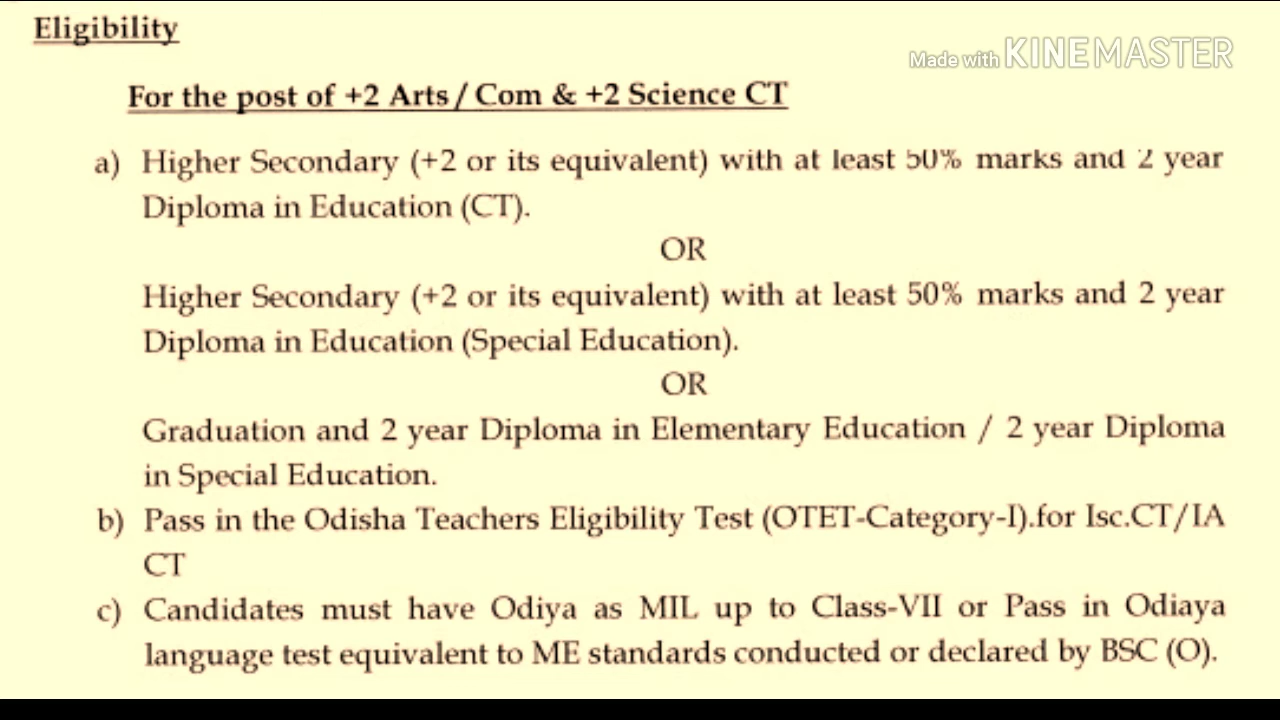 Eligibility
Made with KINEMASTER
For the post of +2 Arts / Com & +2 Science CT
a) Higher Secondary (+2 or its equivalent) with at least 50% marks and 2 year
Diploma in Education (CT).
OR
Higher Secondary (+2 or its equivalent) with at least 50% marks and 2 year
Diploma in Education (Special Education).
OR
Graduation and 2 year Diploma in Elementary Education / 2 year Diploma
in Special Education.
b) Pass in the Odisha Teachers Eligibility Test (OTET-Category-I).for Isc.CT/IA
CT
c) Candidates must have Odiya as MIL up to Class-VII or Pass in Odiaya
language test equivalent to ME standards conducted or declared by BSC (O).